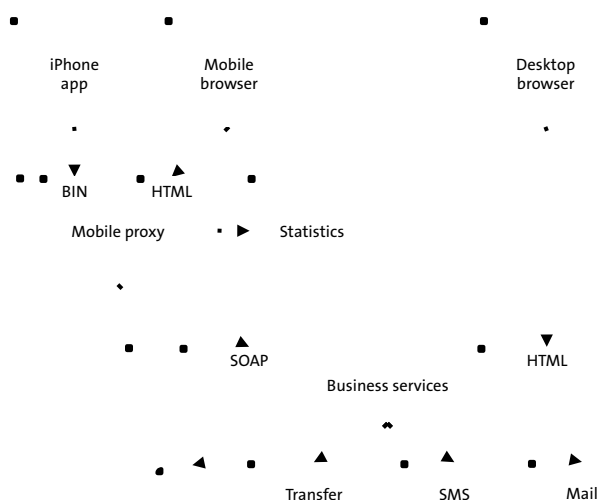 iPhone
app
Mobile
browser
Desktop
browser
BIN
HTML
Mobile proxy
Statistics
SOAP
HTML
Business services
Transfer
SMS
Mail